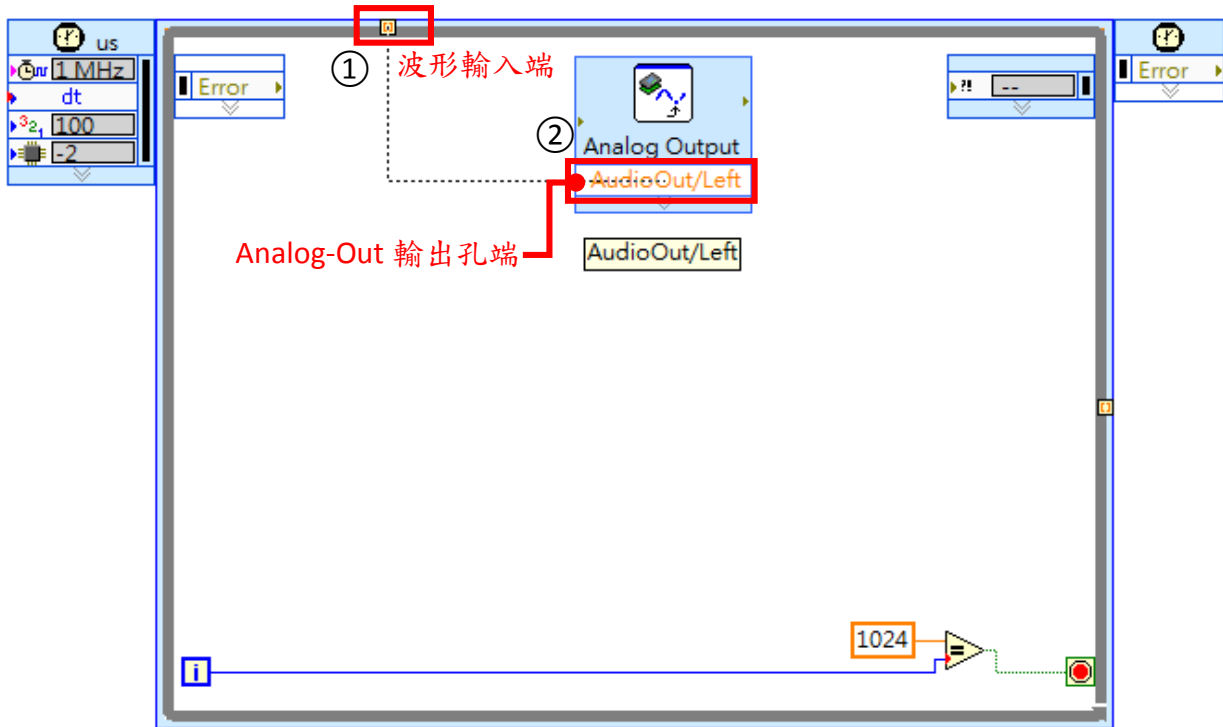 us
1 MHz
dt
100
-2
Error
① 波形輸入端
② Analog Output
AudioOut/Left
Analog-Out 輸出孔端
AudioOut/Left
?! --
Error
1024
=
i